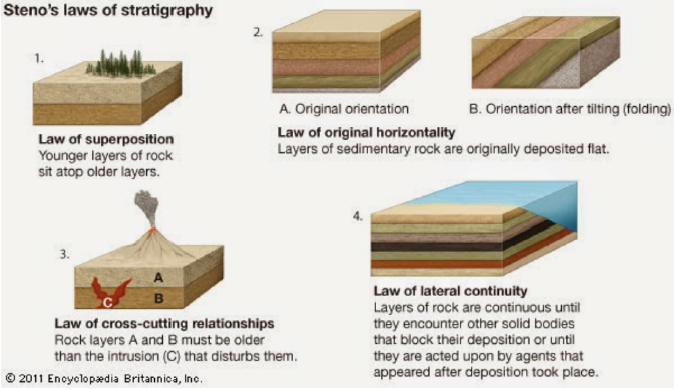 Steno's laws of stratigraphy
1.
Law of superposition
Younger layers of rock
sit atop older layers.
2.
A. Original orientation
B. Orientation after tilting (folding)
Law of original horizontality
Layers of sedimentary rock are originally deposited flat.
3.
A
B
C
Law of cross-cutting relationships
Rock layers A and B must be older
than the intrusion (C) that disturbs them.
4.
Law of lateral continuity
Layers of rock are continuous until
they encounter other solid bodies
that block their deposition or until
they are acted upon by agents that
appeared after deposition took place.
© 2011 Encyclopædia Britannica, Inc.